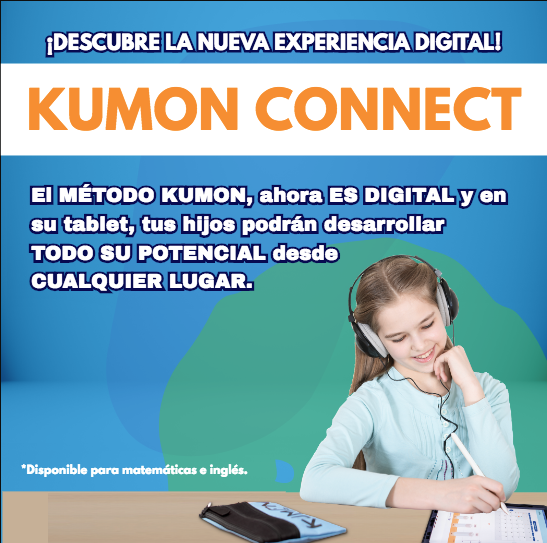 ¡DESCUBRE LA NUEVA EXPERIENCIA DIGITAL!
KUMON CONNECT
El MÉTODO KUMON, ahora ES DIGITAL y en
su tablet, tus hijos podrán desarrollar
TODO SU POTENCIAL desde
CUALQUIER LUGAR.
*Disponible para matemáticas e inglés.
KUMON